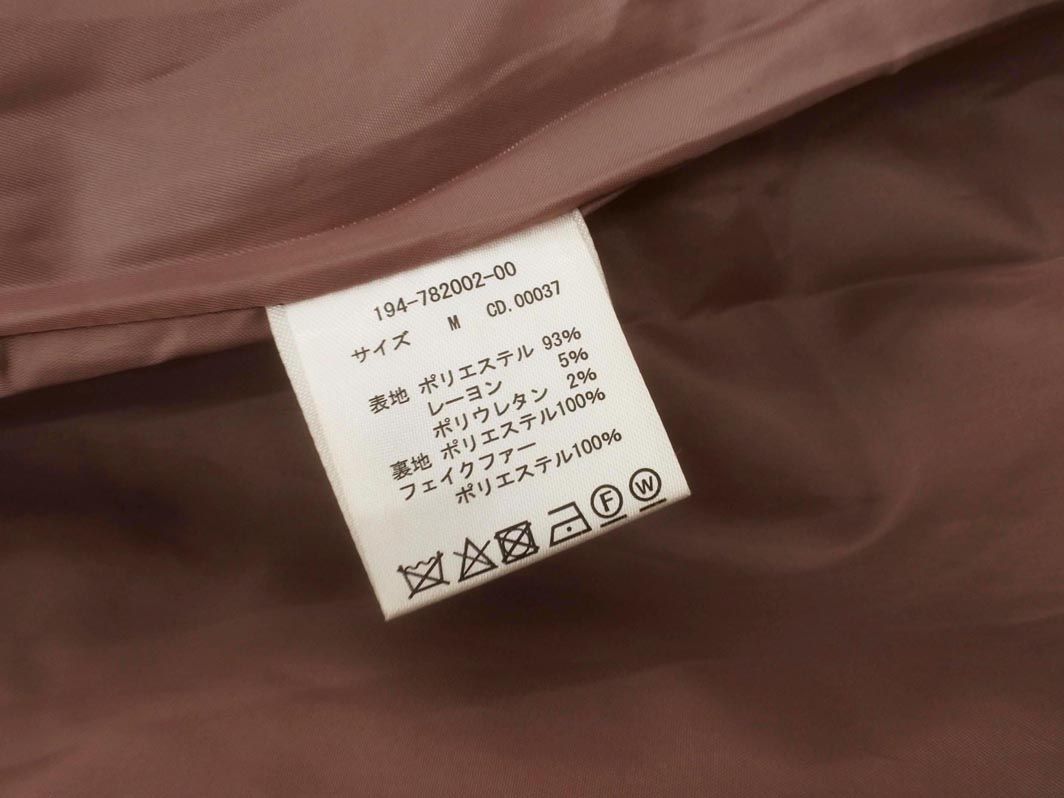 194-782002-00
サイズ M CD.00037
表地 ポリエステル 93%
レーヨン 5%
ポリウレタン 2%
裏地 ポリエステル100%
フェイクファー
ポリエステル100%
F W